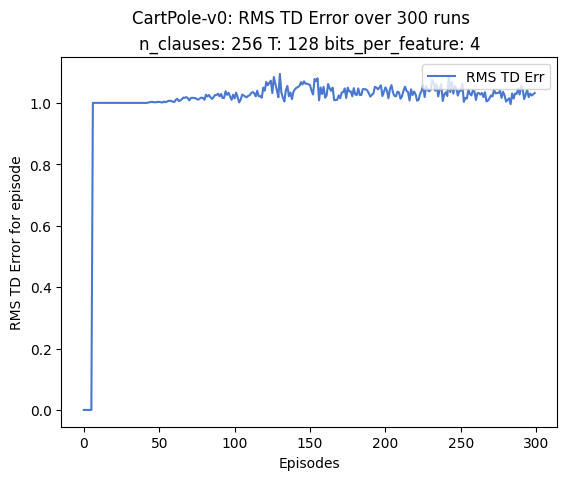 CartPole-v0: RMS TD Error over 300 runs
n_clauses: 256 T: 128 bits_per_feature: 4
RMS TD Err
1.0
0.8
0.6
0.4
0.2
0.0
RMS TD Error for episode
0 50 100 150 200 250 300
Episodes